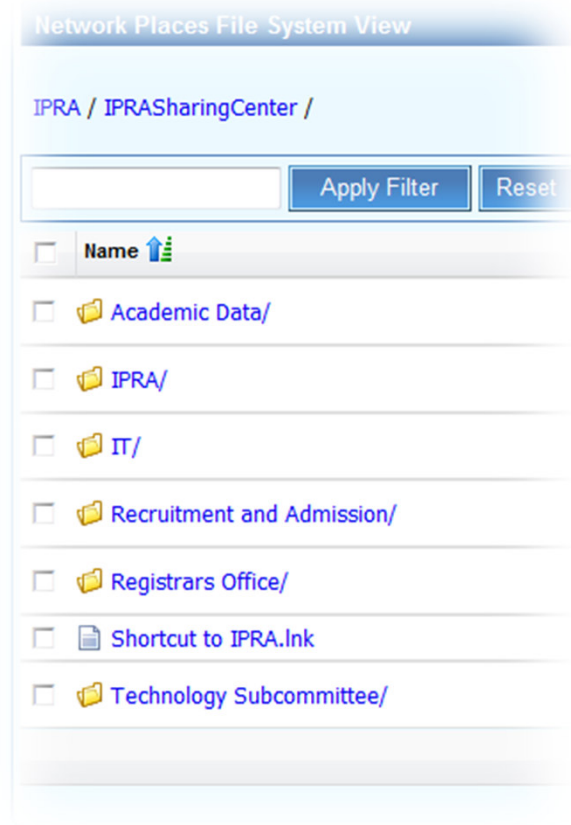 Network Places File System View
IPRA / IPRASharingCenter /
Apply Filter Reset
Name
Academic Data/
IPRA/
IT/
Recruitment and Admission/
Registrars Office/
Shortcut to IPRA.lnk
Technology Subcommittee/